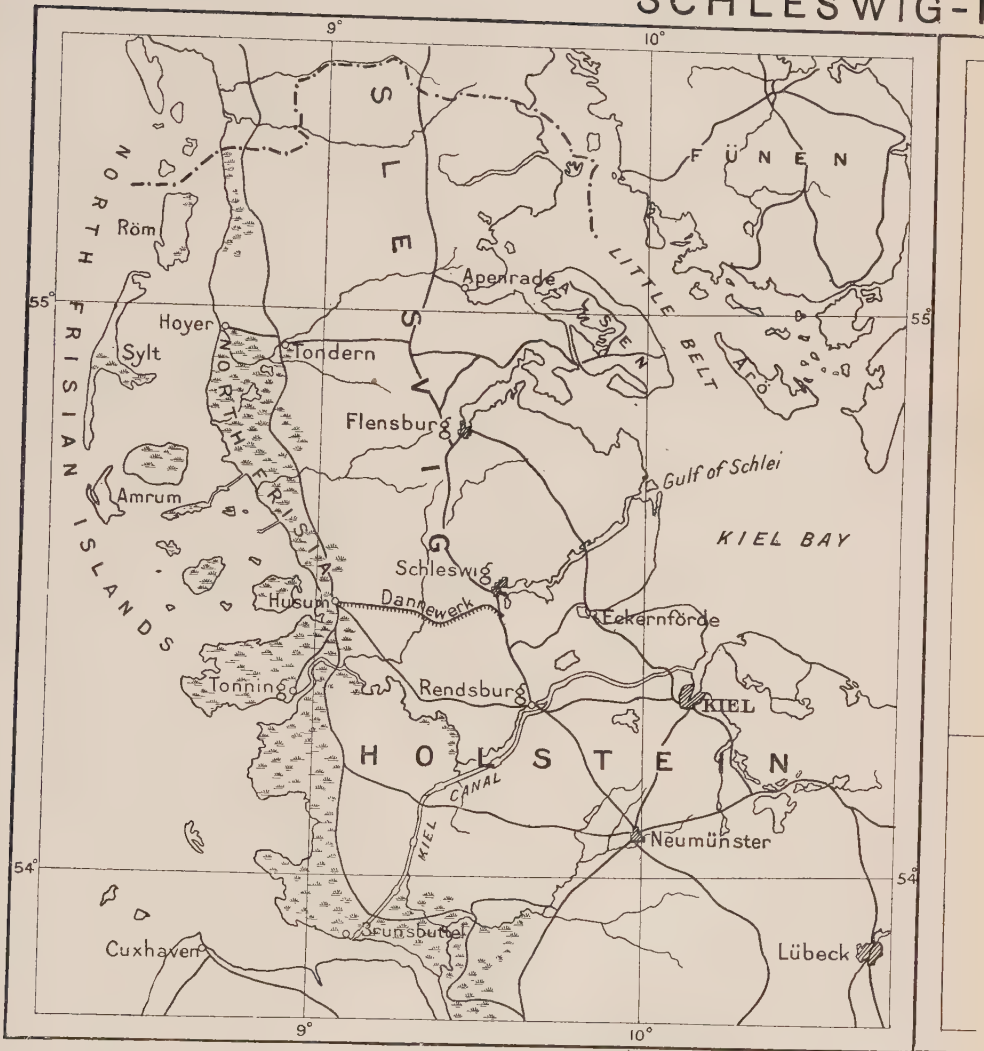 SCHLESWIG-
9°
10°
SLESVIG
FÜNEN
NORTH FRISIAN ISLANDS
Röm
LITTLE BELT
Apenrade
ALSEN
55°
55°
Hoyer
Tondern
Sylt
NORTH FRISIA
Ärö
Flensburg
Gulf of Schlei
Amrum
KIEL BAY
Schleswig
Husum
Dannewerk
Eckernförde
Tonning
Rendsburg
KIEL
HOLSTEIN
KIEL CANAL
Neumünster
54°
54°
Brunsbüttel
Cuxhaven
Lübeck
9°
10°